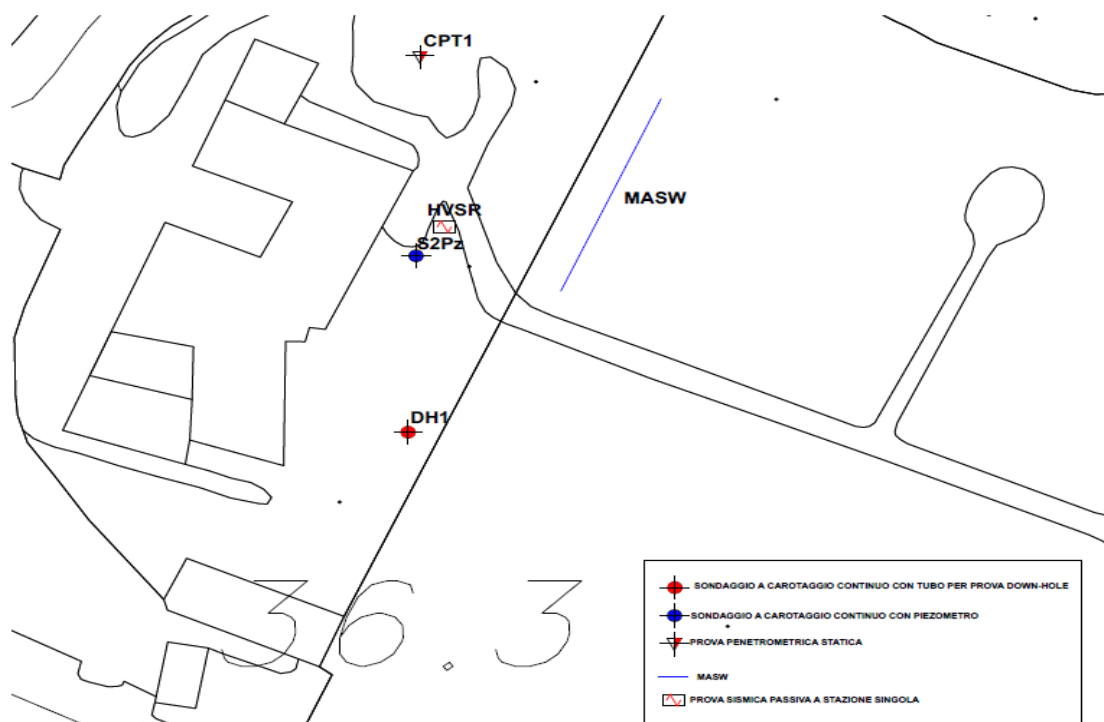 CPT1
MASW
HVSR
S2Pz
DH1
36.3
SONDAGGIO A CAROTAGGIO CONTINUO CON TUBO PER PROVA DOWN-HOLE
SONDAGGIO A CAROTAGGIO CONTINUO CON PIEZOMETRO
PROVA PENETROMETRICA STATICA
MASW
PROVA SISMICA PASSIVA A STAZIONE SINGOLA